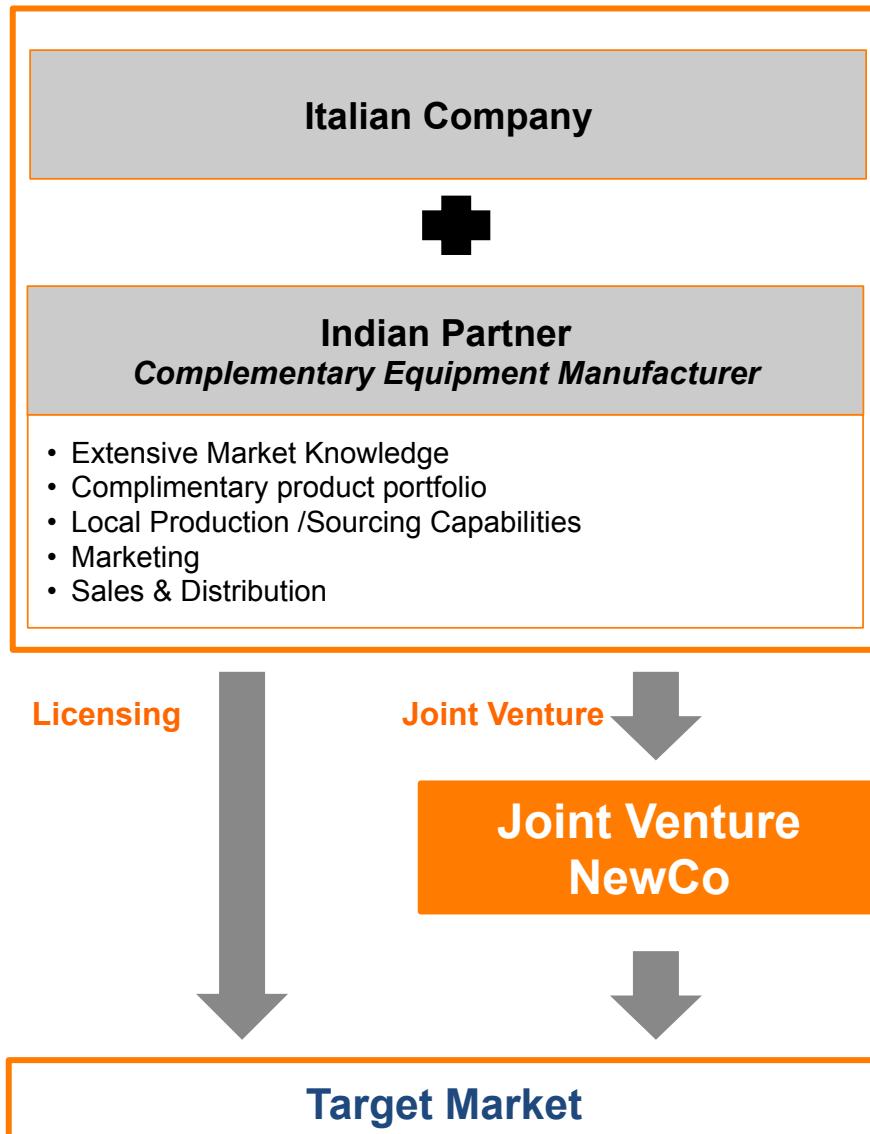 Italian Company
Indian Partner
Complementary Equipment Manufacturer
• Extensive Market Knowledge
• Complimentary product portfolio
• Local Production /Sourcing Capabilities
• Marketing
• Sales & Distribution
Licensing
Joint Venture
Joint Venture
NewCo
Target Market